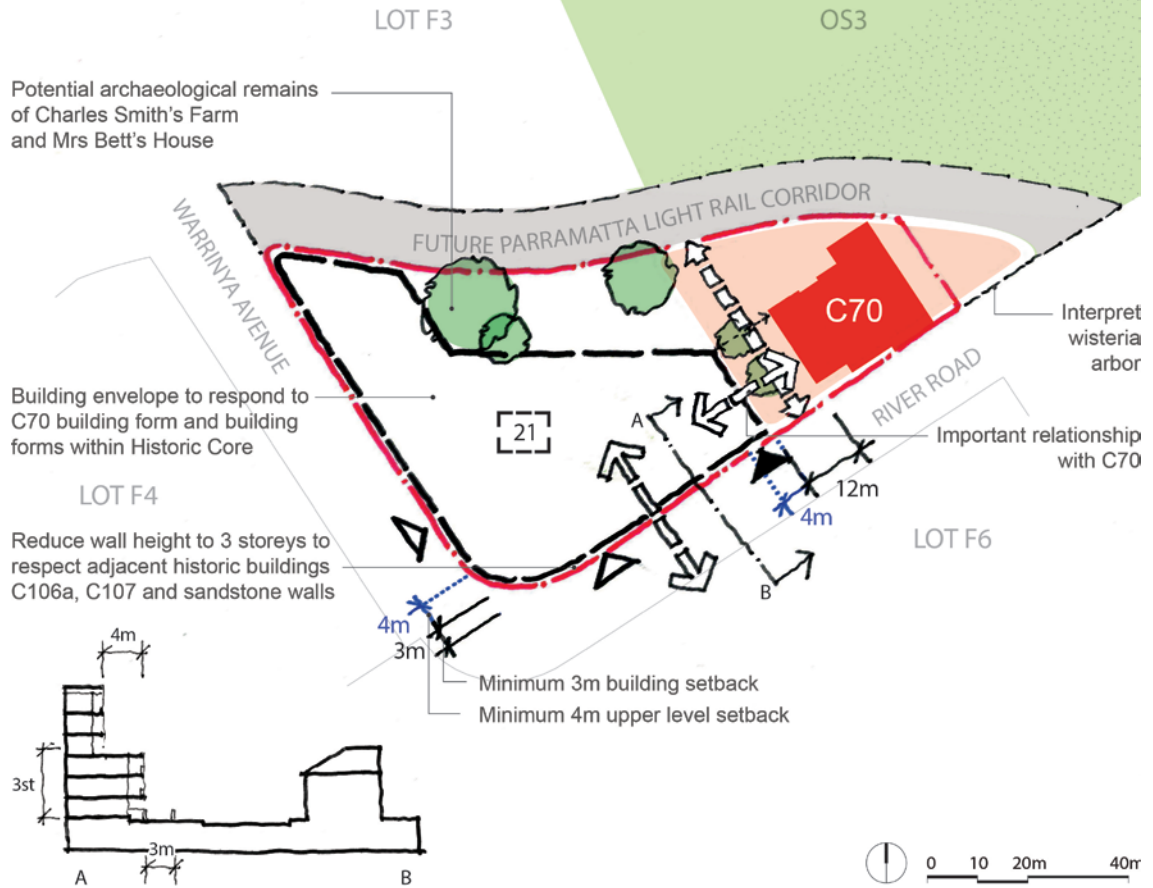 LOT F3
OS3
Potential archaeological remains
of Charles Smith's Farm
and Mrs Bett's House
FUTURE PARRAMATTA LIGHT RAIL CORRIDOR
WARRINYA AVENUE
C70
Interpret
wisteria
arbor
RIVER ROAD
Building envelope to respond to
C70 building form and building
forms within Historic Core
A
21
Important relationship
with C70
12m
4m
LOT F4
LOT F6
Reduce wall height to 3 storeys to
respect adjacent historic buildings
C106a, C107 and sandstone walls
B
4m
3m
4m
Minimum 3m building setback
Minimum 4m upper level setback
3st
3m
A
B
0 10 20m 40m